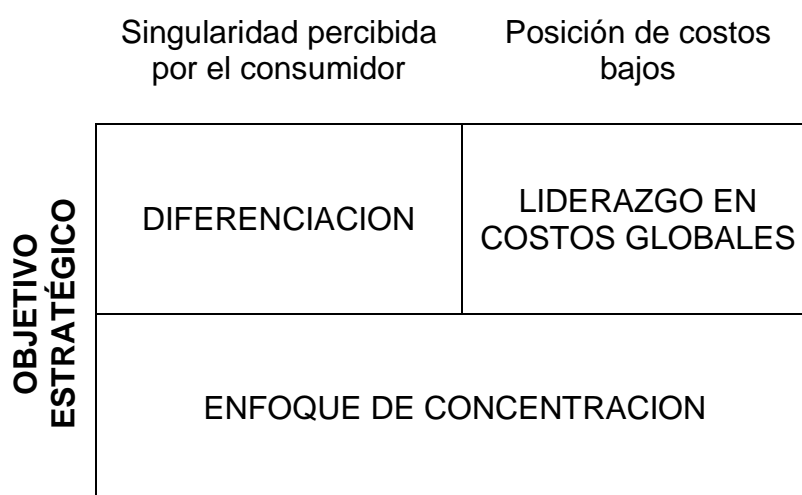 Singularidad percibida
por el consumidor
Posición de costos
bajos
OBJETIVO
ESTRATÉGICO
DIFERENCIACION
LIDERAZGO EN
COSTOS GLOBALES
ENFOQUE DE CONCENTRACION